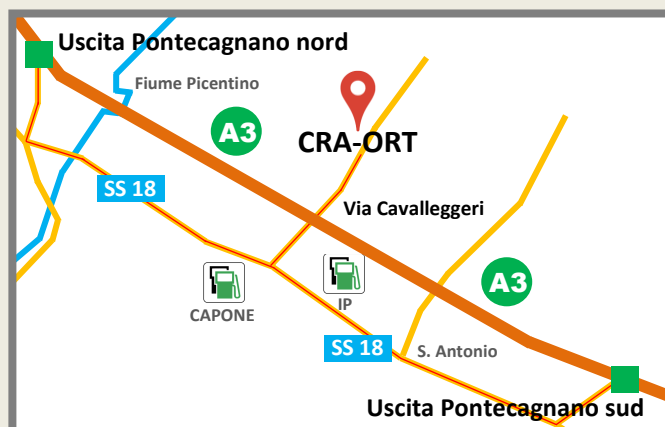 Uscita Pontecagnano nord
Fiume Picentino
A3
CRA-ORT
SS 18
Via Cavalleggeri
A3
CAPONE
IP
SS 18
S. Antonio
Uscita Pontecagnano sud